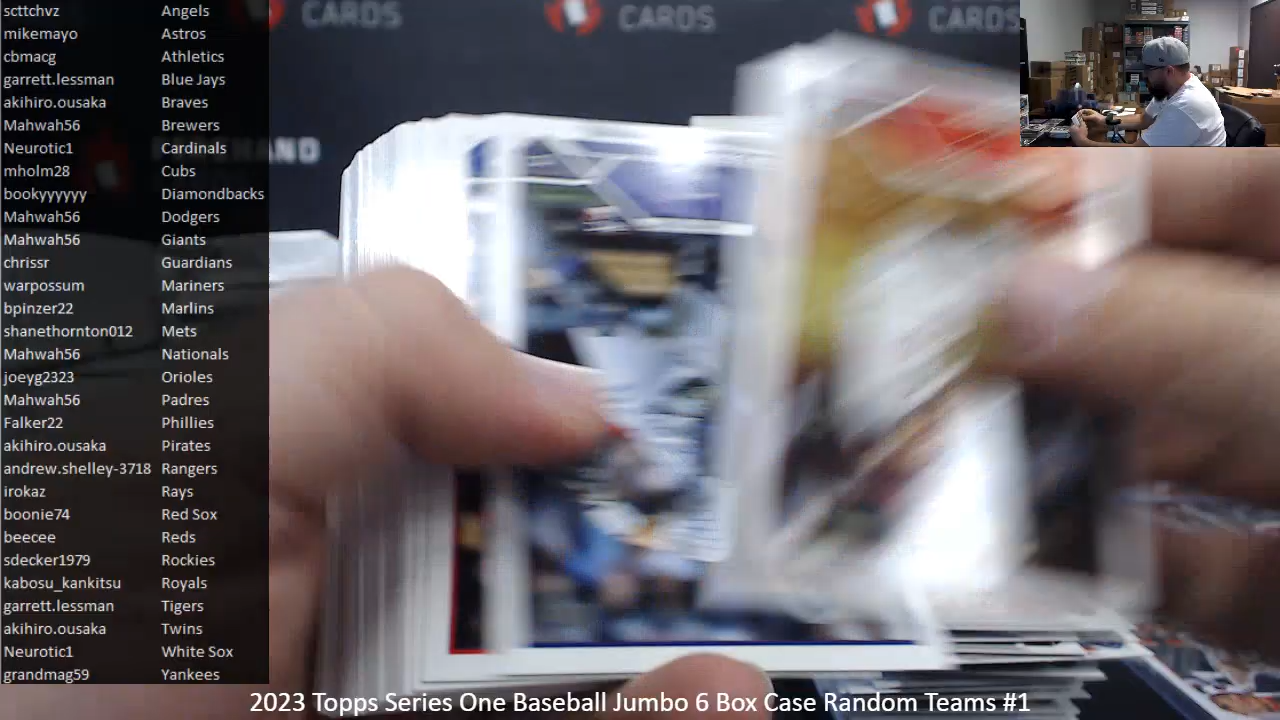 scttchvz Angels
mikemayo Astros
cbmacg Athletics
garrett.lessman Blue Jays
akihiro.ousaka Braves
Mahwah56 Brewers
Neurotic1 Cardinals
mholm28 Cubs
bookyyyyyy Diamondbacks
Mahwah56 Dodgers
Mahwah56 Giants
chrissr Guardians
warpossum Mariners
bpinzer22 Marlins
shanethornton012 Mets
Mahwah56 Nationals
joeyg2323 Orioles
Mahwah56 Padres
Falker22 Phillies
akihiro.ousaka Pirates
andrew.shelley-3718 Rangers
irokaz Rays
boonie74 Red Sox
beecee Reds
sdecker1979 Rockies
kabosu_kankitsu Royals
garrett.lessman Tigers
akihiro.ousaka Twins
Neurotic1 White Sox
grandmag59 Yankees
CARDS CARDS CARDS
2023 Topps Series One Baseball Jumbo 6 Box Case Random Teams #1